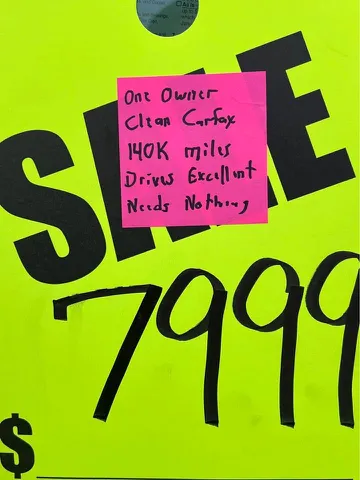 SALE
One Owner
Clean Carfax
140K miles
Drives Excellent
Needs Nothing
7999
$